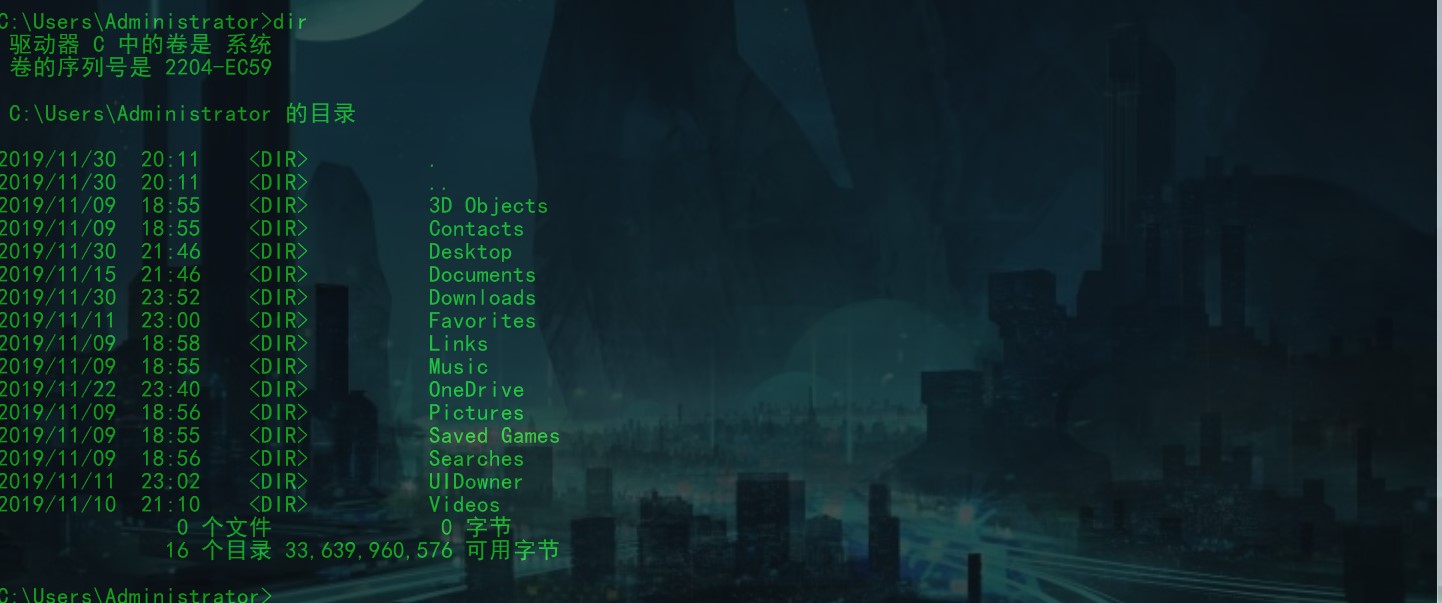 C:\Users\Administrator>dir
驱动器 C 中的卷是 系统
卷的序列号是 2204-EC59
C:\Users\Administrator 的目录
2019/11/30  20:11    <DIR>          .
2019/11/30  20:11    <DIR>          ..
2019/11/09  18:55    <DIR>          3D Objects
2019/11/09  18:55    <DIR>          Contacts
2019/11/30  21:46    <DIR>          Desktop
2019/11/15  21:46    <DIR>          Documents
2019/11/30  23:52    <DIR>          Downloads
2019/11/11  23:00    <DIR>          Favorites
2019/11/09  18:58    <DIR>          Links
2019/11/09  18:55    <DIR>          Music
2019/11/22  23:40    <DIR>          OneDrive
2019/11/09  18:56    <DIR>          Pictures
2019/11/09  18:55    <DIR>          Saved Games
2019/11/09  18:56    <DIR>          Searches
2019/11/11  23:02    <DIR>          UIDowner
2019/11/10  21:10    <DIR>          Videos
0 个文件              0 字节
16 个目录 33,639,960,576 可用字节
C:\Users\Administrator>